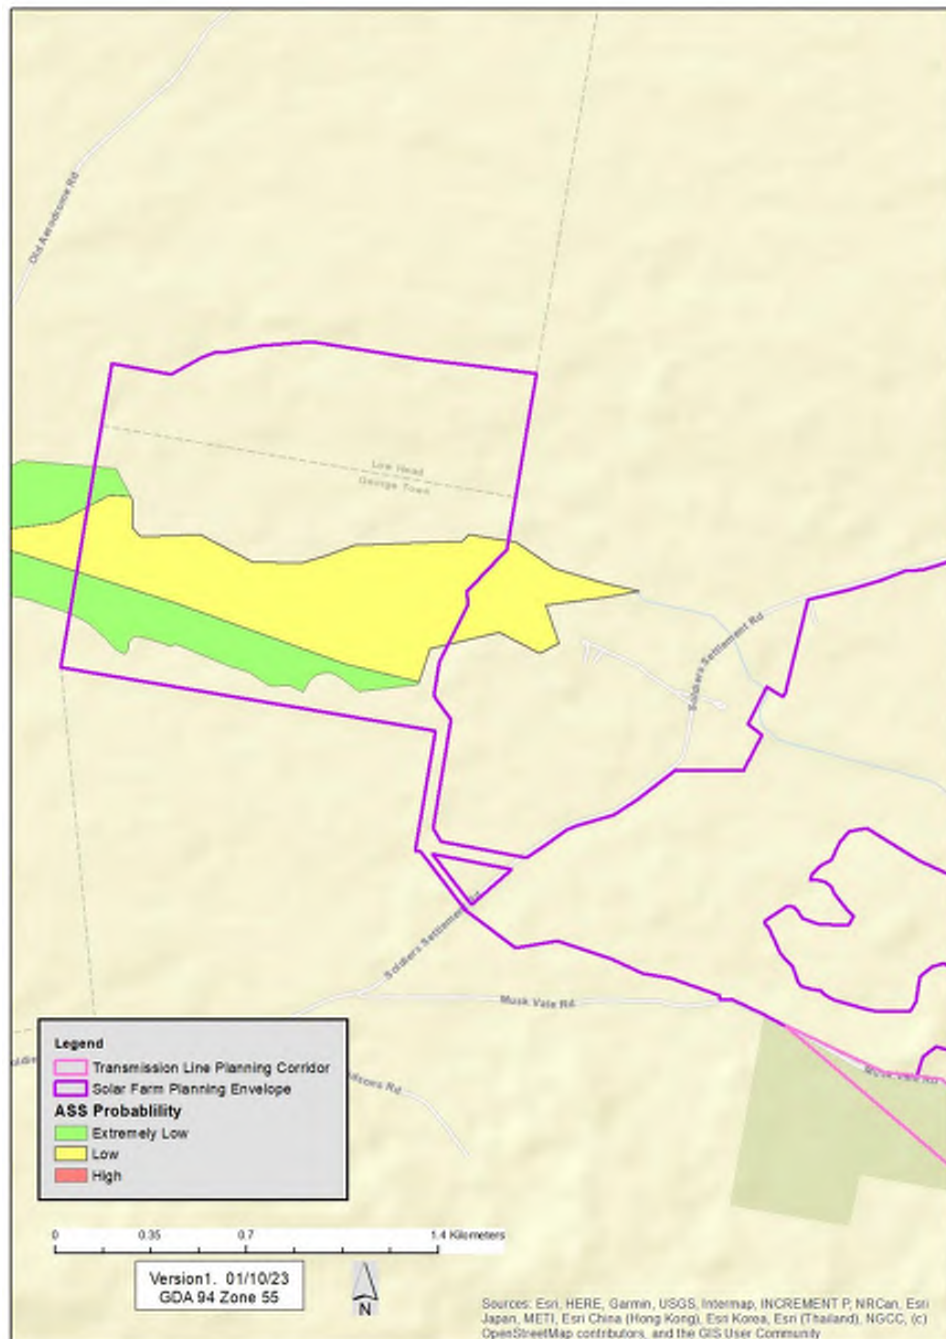 Old Aerodrome Rd
Low Head
George Town
Soldiers Settlement Rd
Soldiers Settlement Rd
Musk Vale Rd
Musk Vale Rd
Legend
Transmission Line Planning Corridor
Solar Farm Planning Envelope
ASS Probablility
Extremely Low
Low
High
0 0.35 0.7 1.4 Kilometers
Version1. 01/10/23
GDA 94 Zone 55
N
Sources: Esri, HERE, Garmin, USGS, Intermap, INCREMENT P, NRCan, Esri
Japan, METI, Esri China (Hong Kong), Esri Korea, Esri (Thailand), NGCC, (c)
OpenStreetMap contributors, and the GIS User Community